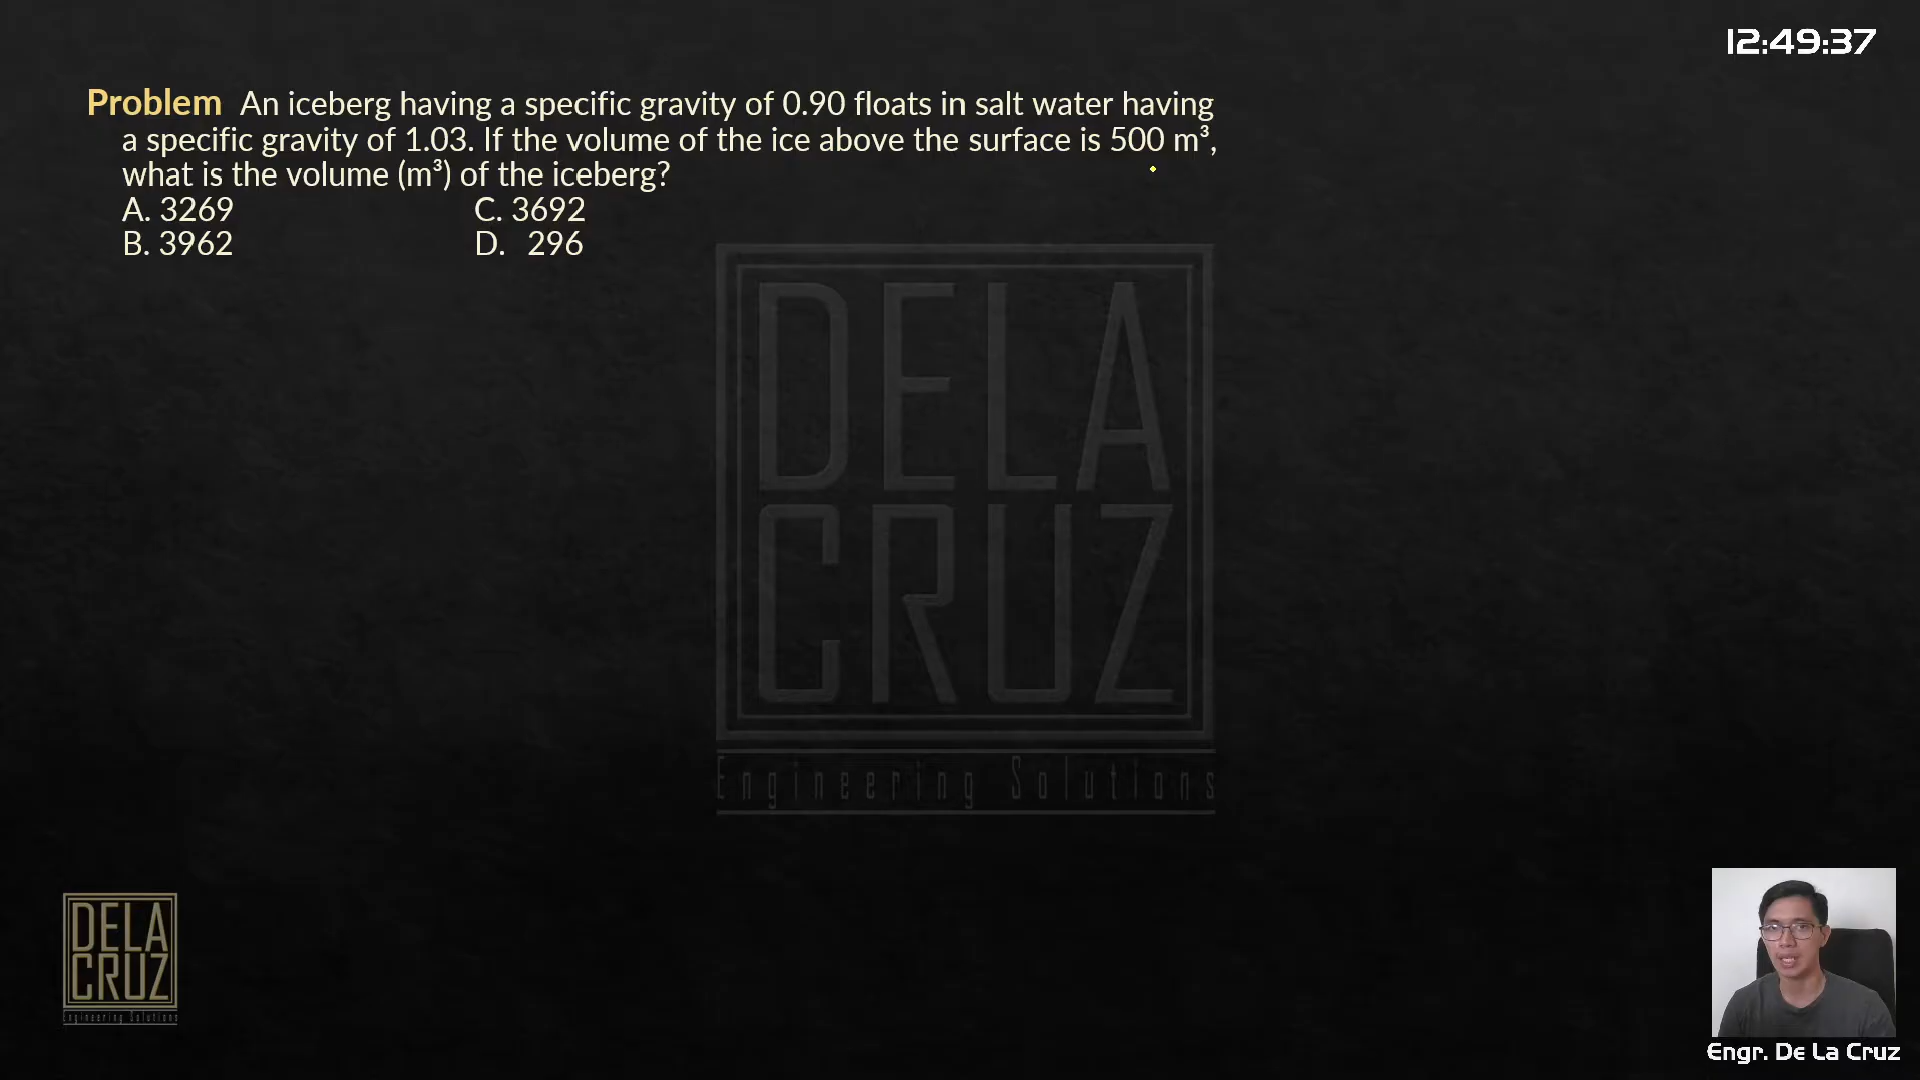 12:49:37
Problem An iceberg having a specific gravity of 0.90 floats in salt water having
a specific gravity of 1.03. If the volume of the ice above the surface is 500 m³,
what is the volume (m³) of the iceberg?
A. 3269 C. 3692
B. 3962 D. 296
DELA
CRUZ
Engineering Solutions
DELA
CRUZ
Engineering Solutions
Engr. De La Cruz